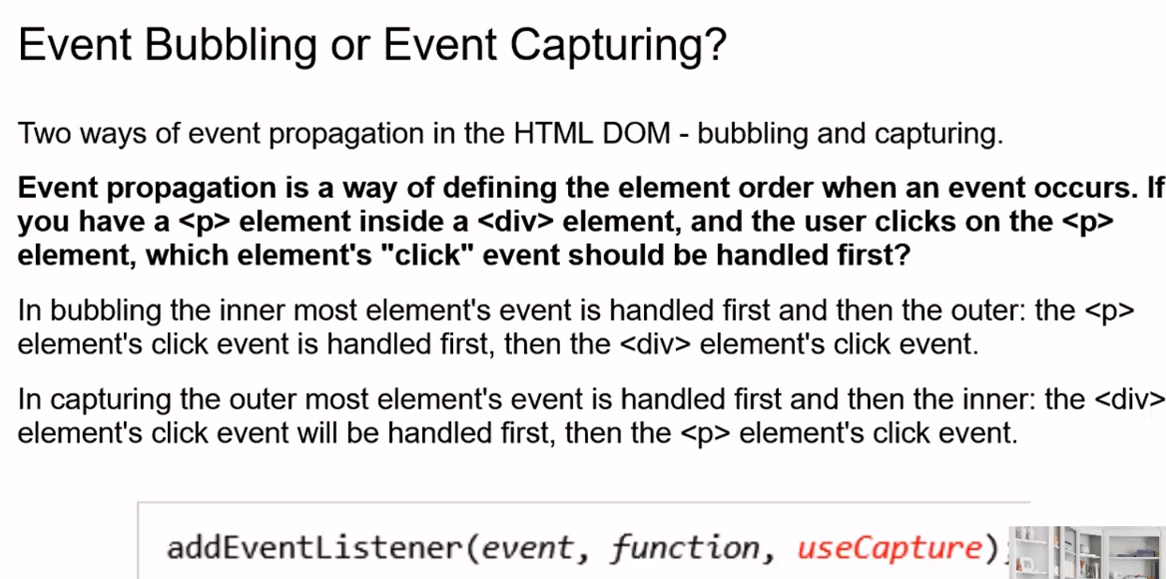 Event Bubbling or Event Capturing?
Two ways of event propagation in the HTML DOM - bubbling and capturing.
Event propagation is a way of defining the element order when an event occurs. If
you have a <p> element inside a <div> element, and the user clicks on the <p>
element, which element's "click" event should be handled first?
In bubbling the inner most element's event is handled first and then the outer: the <p>
element's click event is handled first, then the <div> element's click event.
In capturing the outer most element's event is handled first and then the inner: the <div>
element's click event will be handled first, then the <p> element's click event.
addEventListener(event, function, useCapture);